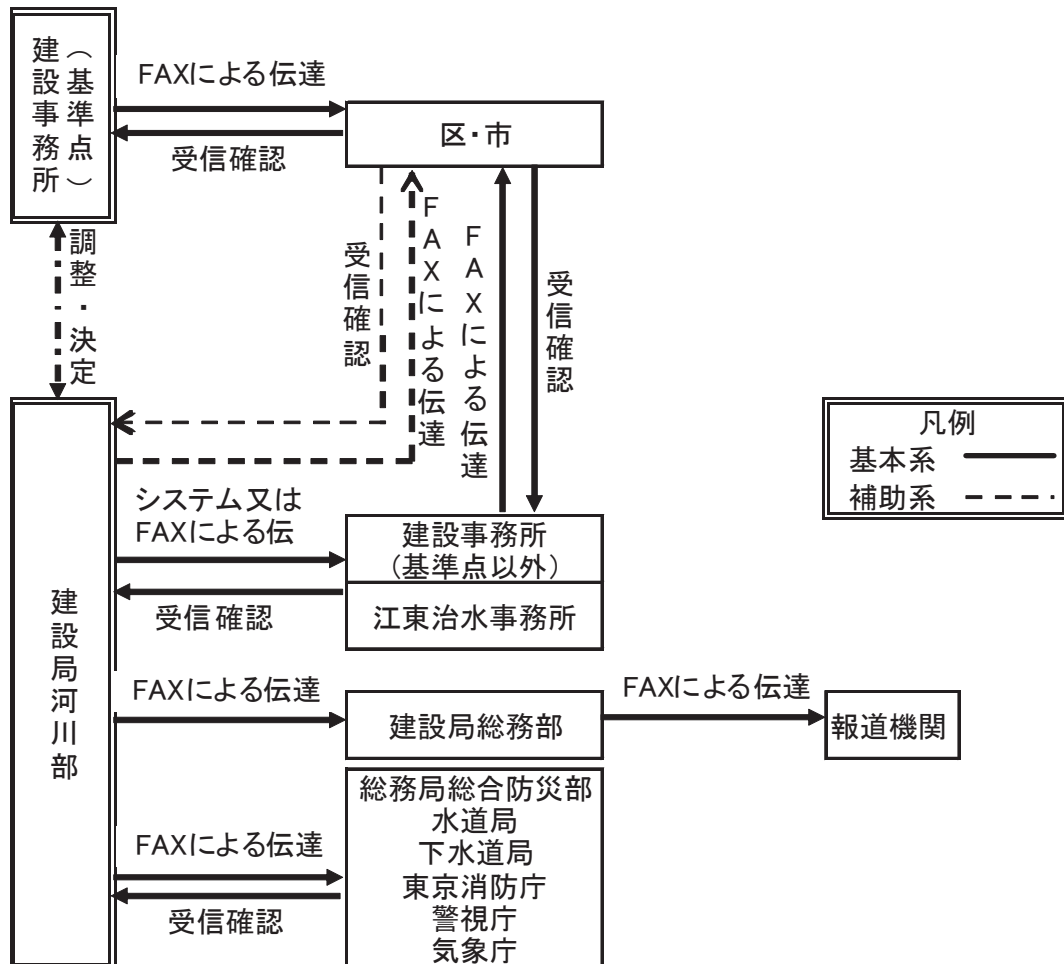 建設事務所
（基準点）
FAXによる伝達
受信確認
区・市
調整・決定
受信確認
FAXによる伝達
FAXによる伝達
受信確認
凡例
基本系
補助系
建設局河川部
システム又は
FAXによる伝
受信確認
建設事務所
（基準点以外）
江東治水事務所
FAXによる伝達
建設局総務部
FAXによる伝達
報道機関
FAXによる伝達
受信確認
総務局総合防災部
水道局
下水道局
東京消防庁
警視庁
気象庁